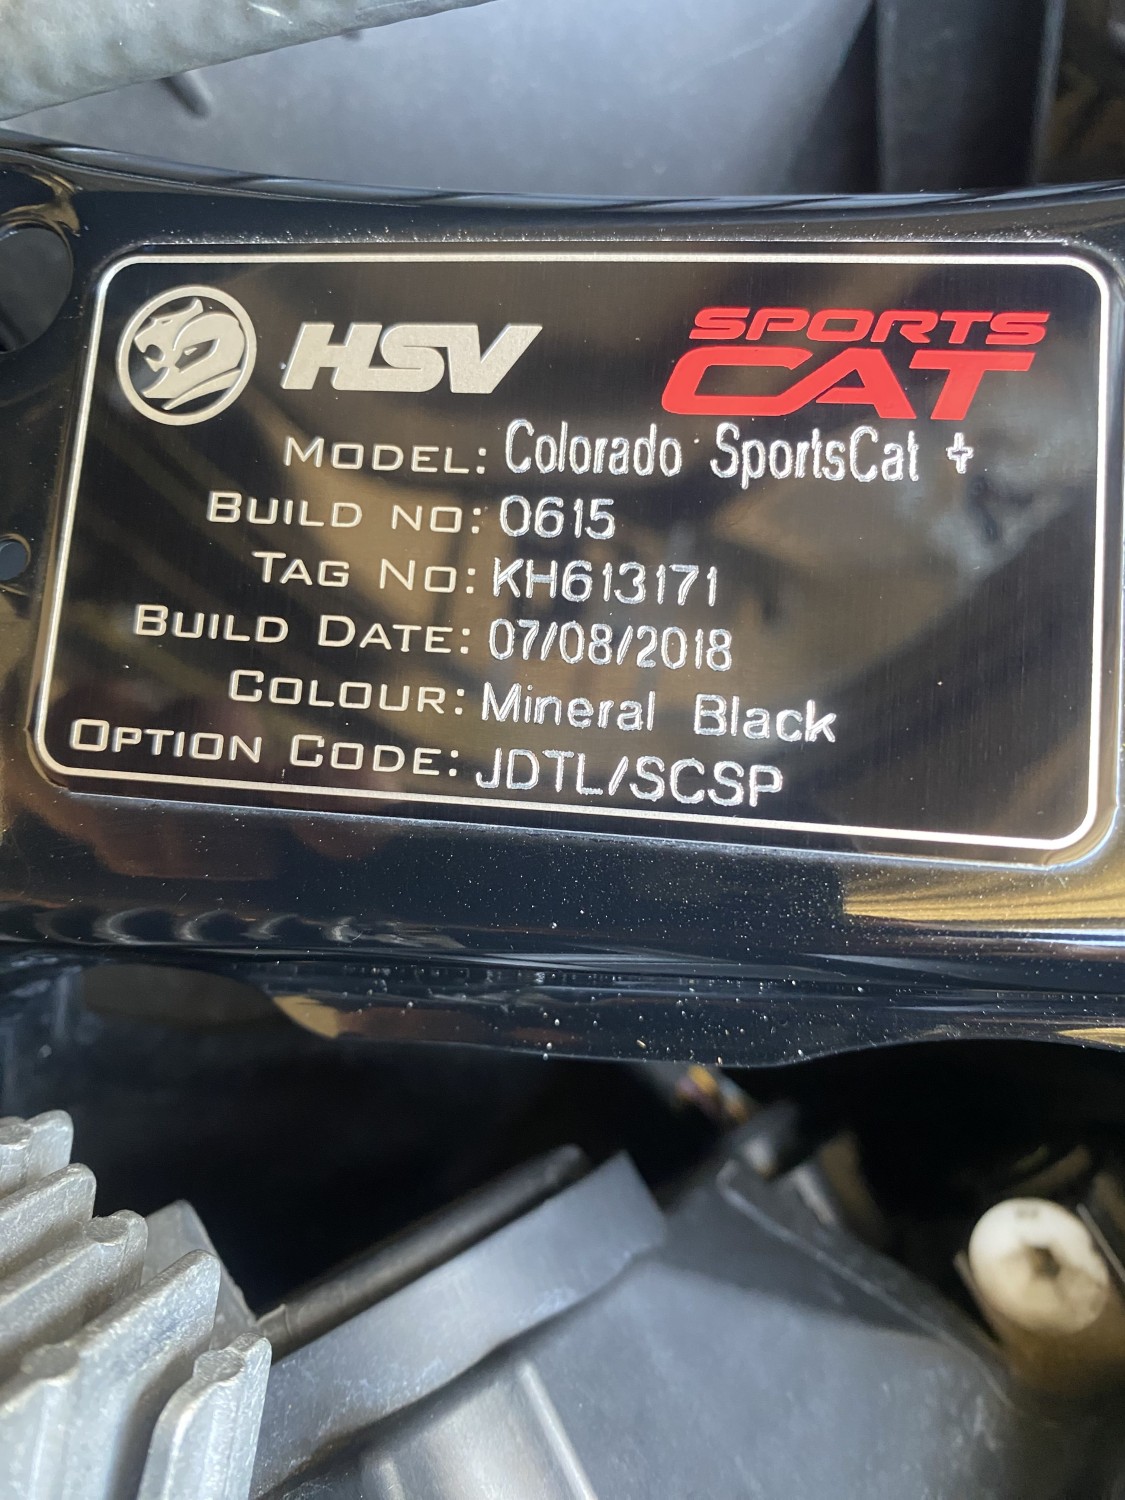 HSV
SPORTS
CAT
MODEL: Colorado SportsCat +
BUILD NO: 0615
TAG NO: KH613171
BUILD DATE: 07/08/2018
COLOUR: Mineral Black
OPTION CODE: JDTL/SCSP